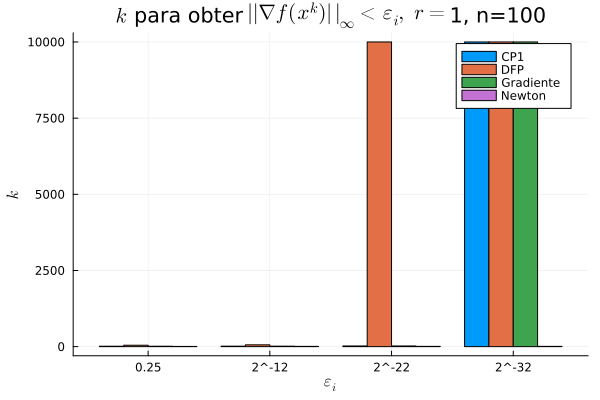 k para obter ||∇f(x^k)||_∞ < ε_i, r = 1, n=100
10000
7500
5000
2500
0
k
CP1
DFP
Gradiente
Newton
0.25 2^-12 2^-22 2^-32
ε_i